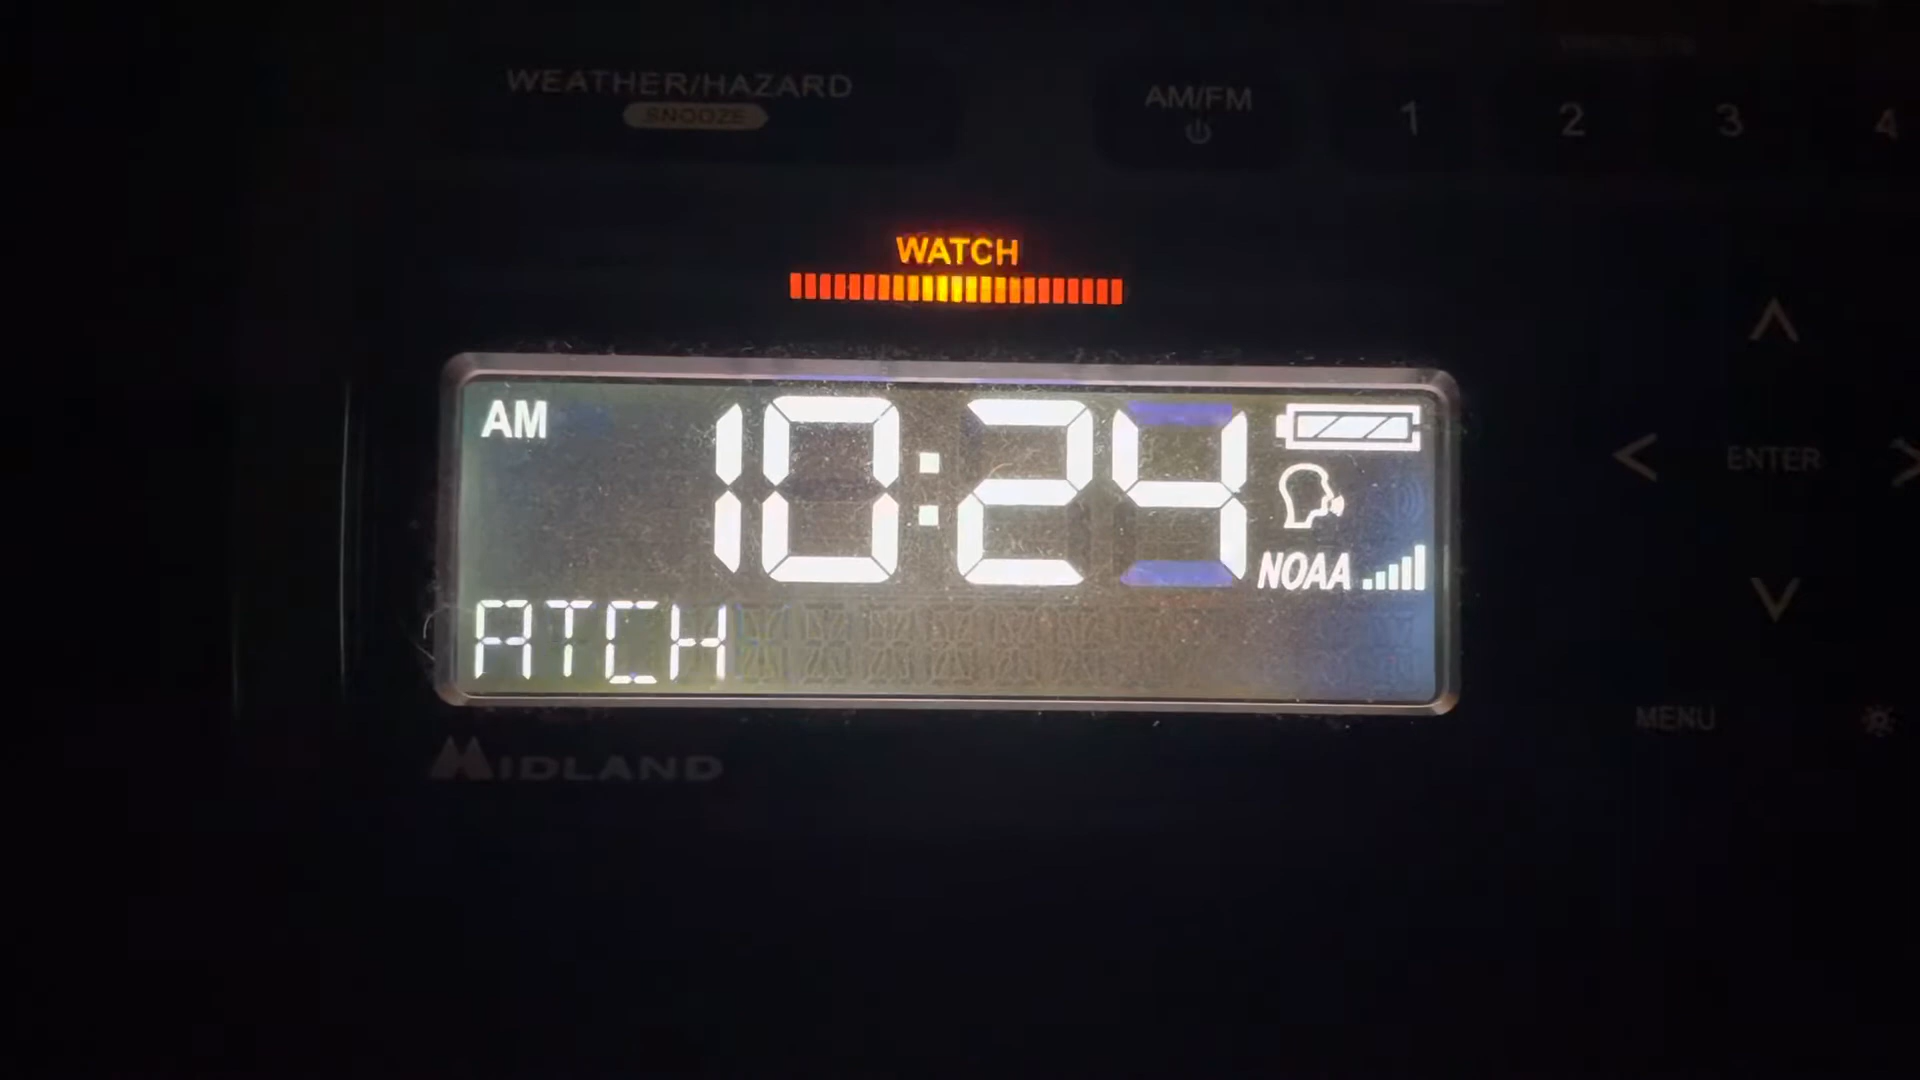 WEATHER/HAZARD
SNOOZE
AM/FM
1 2 3 4
WATCH
AM 10:24
NOAA
ATCH
ENTER
MENU
MIDLAND